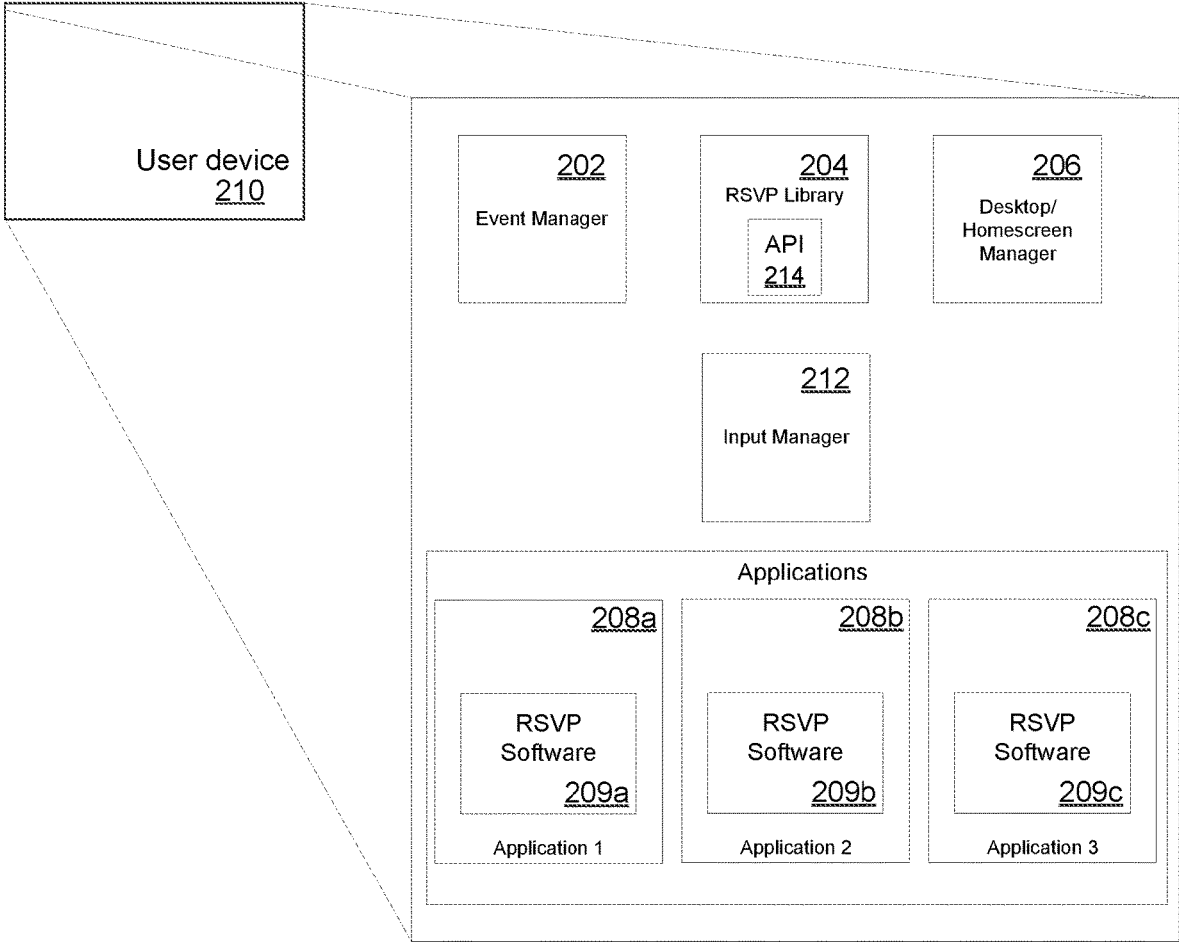 User device
210
202
Event Manager
204
RSVP Library
API
214
206
Desktop/
Homescreen
Manager
212
Input Manager
Applications
208a
RSVP
Software
209a
Application 1
208b
RSVP
Software
209b
Application 2
208c
RSVP
Software
209c
Application 3